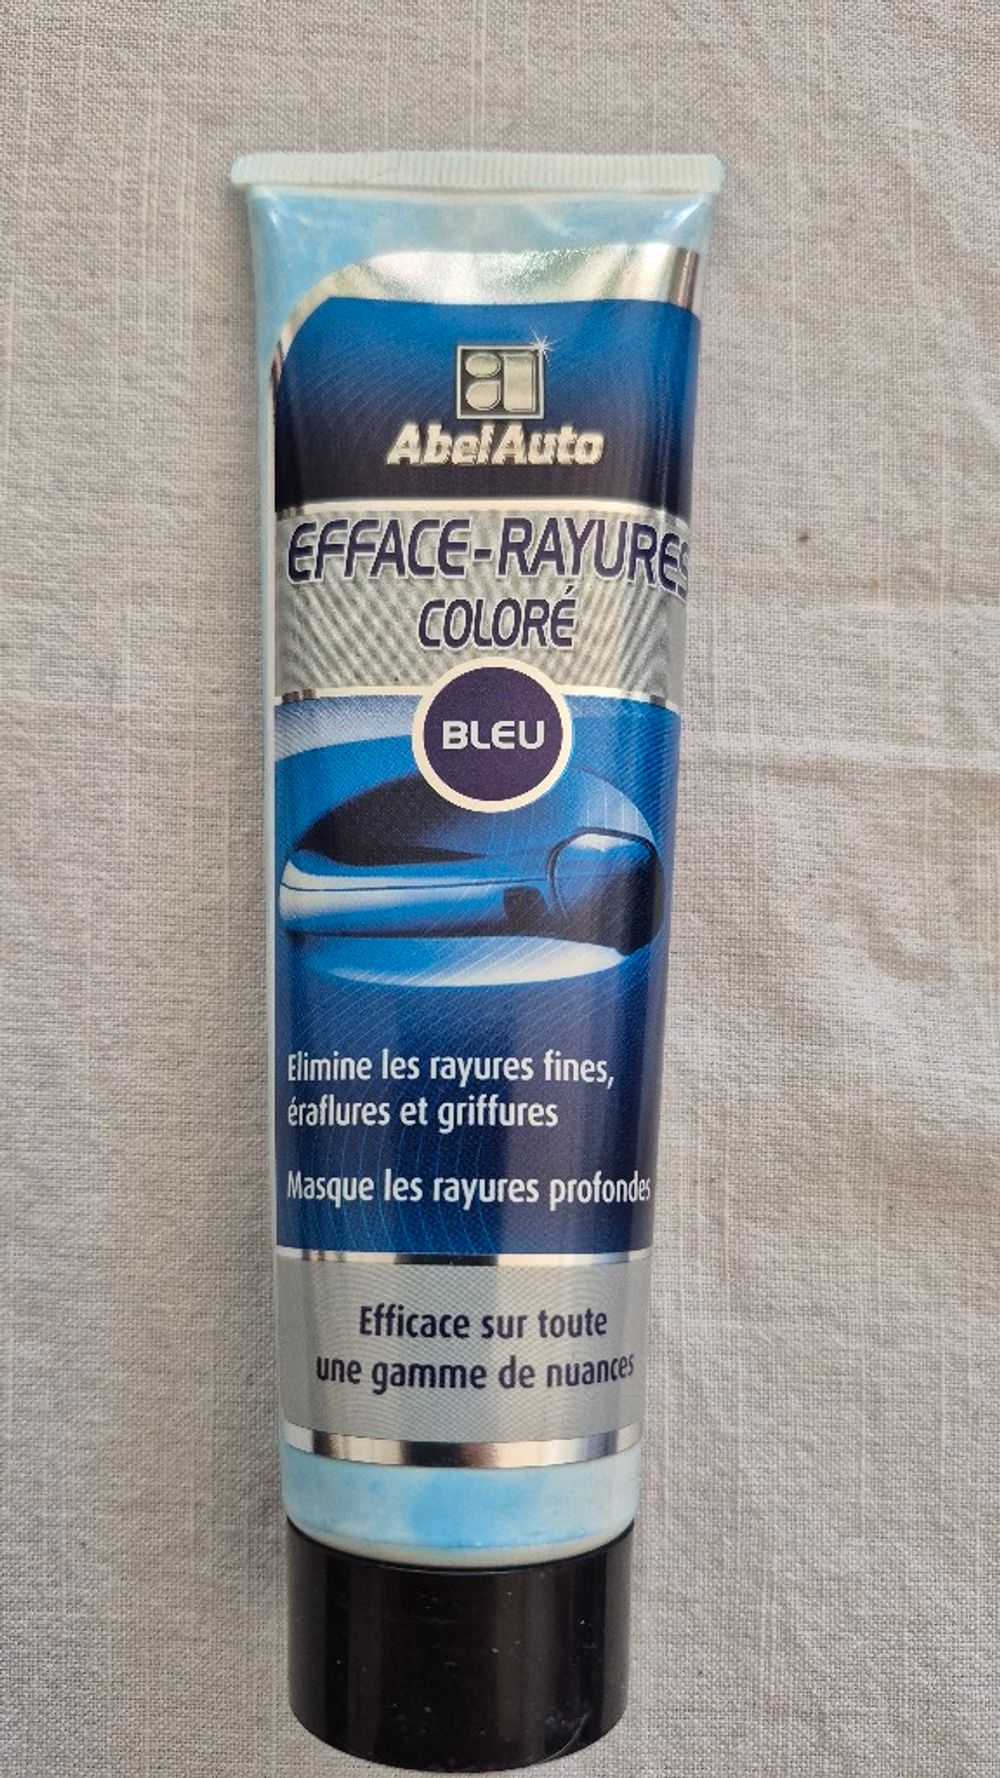 AbelAuto
EFFACE-RAYURES
COLORÉ
BLEU
Elimine les rayures fines,
éraflures et griffures
Masque les rayures profondes
Efficace sur toute
une gamme de nuances